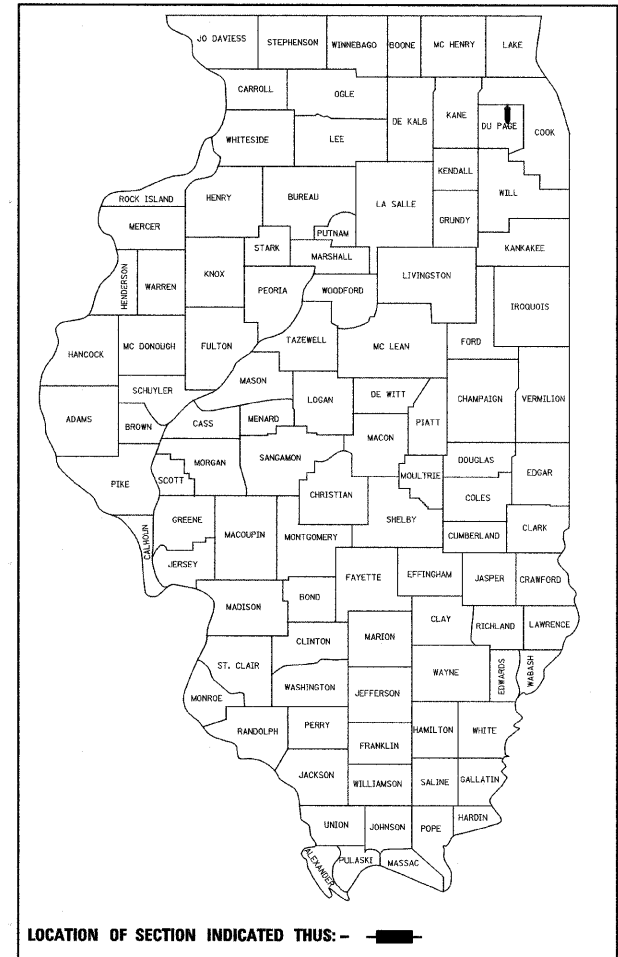 JO DAVIESS
STEPHENSON
WINNEBAGO
BOONE
MC HENRY
LAKE
CARROLL
OGLE
DE KALB
KANE
DU PAGE
COOK
WHITESIDE
LEE
KENDALL
WILL
ROCK ISLAND
HENRY
BUREAU
LA SALLE
GRUNDY
MERCER
PUTNAM
STARK
MARSHALL
KANKAKEE
HENDERSON
WARREN
KNOX
PEORIA
WOODFORD
LIVINGSTON
IROQUOIS
HANCOCK
MC DONOUGH
FULTON
TAZEWELL
MC LEAN
FORD
SCHUYLER
MASON
LOGAN
DE WITT
CHAMPAIGN
VERMILION
ADAMS
BROWN
CASS
MENARD
PIATT
MACON
PIKE
SCOTT
MORGAN
SANGAMON
MOULTRIE
DOUGLAS
EDGAR
CHRISTIAN
COLES
CALHOUN
GREENE
MACOUPIN
MONTGOMERY
SHELBY
CUMBERLAND
CLARK
JERSEY
FAYETTE
EFFINGHAM
JASPER
CRAWFORD
MADISON
BOND
CLAY
RICHLAND
LAWRENCE
CLINTON
MARION
ST. CLAIR
WAYNE
EDWARDS
WABASH
MONROE
WASHINGTON
JEFFERSON
RANDOLPH
PERRY
HAMILTON
WHITE
FRANKLIN
JACKSON
WILLIAMSON
SALINE
GALLATIN
UNION
JOHNSON
POPE
HARDIN
ALEXANDER
PULASKI
MASSAC
LOCATION OF SECTION INDICATED THUS:-